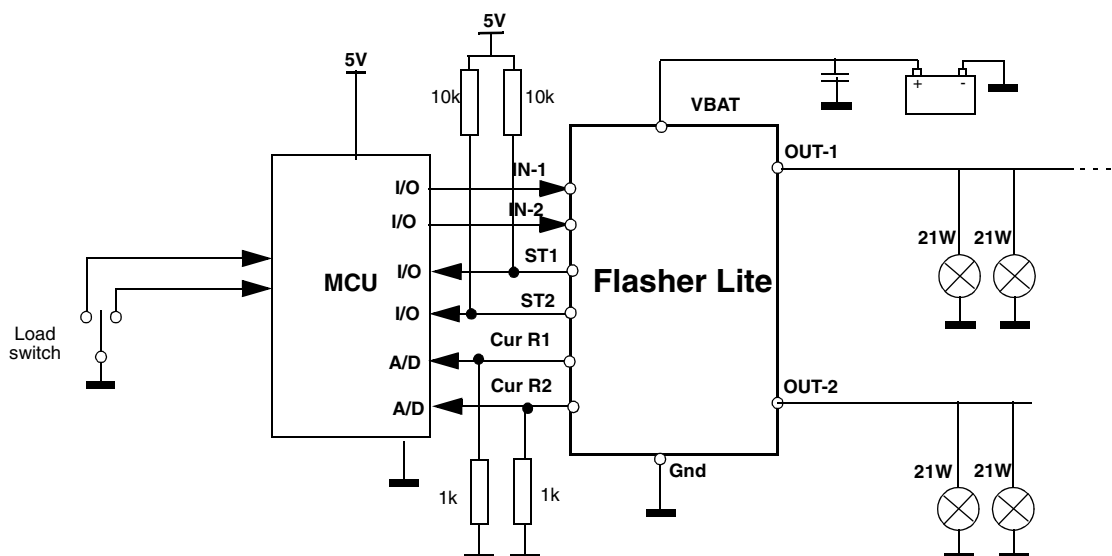 5V
5V
10k
10k
+ -
VBAT
OUT-1
I/O
IN-1
I/O
IN-2
21W 21W
I/O
ST1
MCU
Flasher Lite
I/O
ST2
Load
switch
A/D
Cur R1
A/D
Cur R2
OUT-2
21W 21W
Gnd
1k
1k